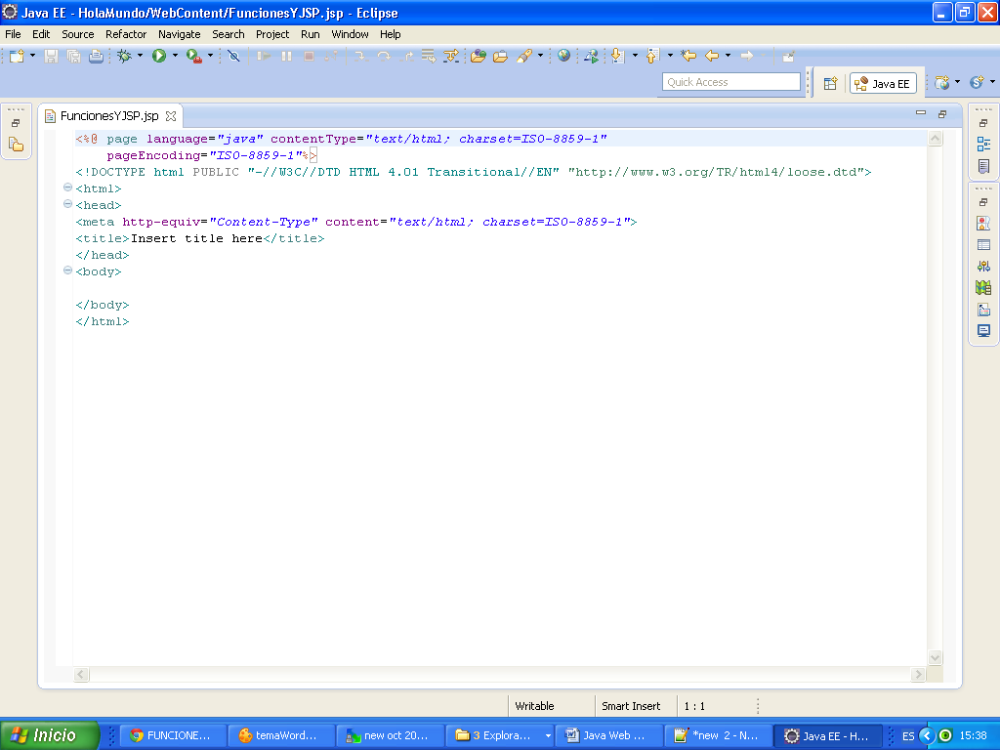 Java EE - HolaMundo/WebContent/FuncionesYJSP.jsp - Eclipse
File Edit Source Refactor Navigate Search Project Run Window Help
Quick Access
Java EE
FuncionesYJSP.jsp
<%@ page language="java" contentType="text/html; charset=ISO-8859-1"
    pageEncoding="ISO-8859-1"%>
<!DOCTYPE html PUBLIC "-//W3C//DTD HTML 4.01 Transitional//EN" "http://www.w3.org/TR/html4/loose.dtd">
<html>
<head>
<meta http-equiv="Content-Type" content="text/html; charset=ISO-8859-1">
<title>Insert title here</title>
</head>
<body>
</body>
</html>
Writable Smart Insert 1 : 1
Inicio FUNCIONE... temaWord... new oct 20... 3 Explora... Java Web ... *new 2 - N... Java EE - H... ES 15:38